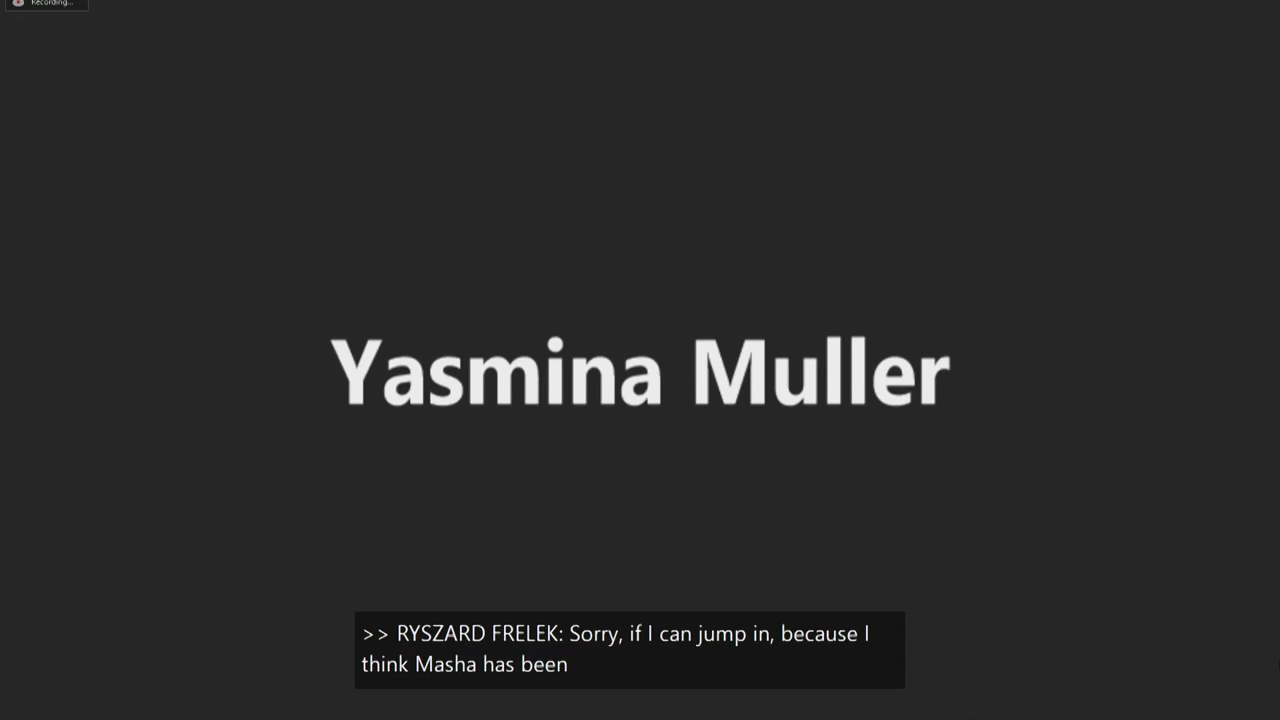 Recording...
Yasmina Muller
>> RYSZARD FRELEK: Sorry, if I can jump in, because I
think Masha has been